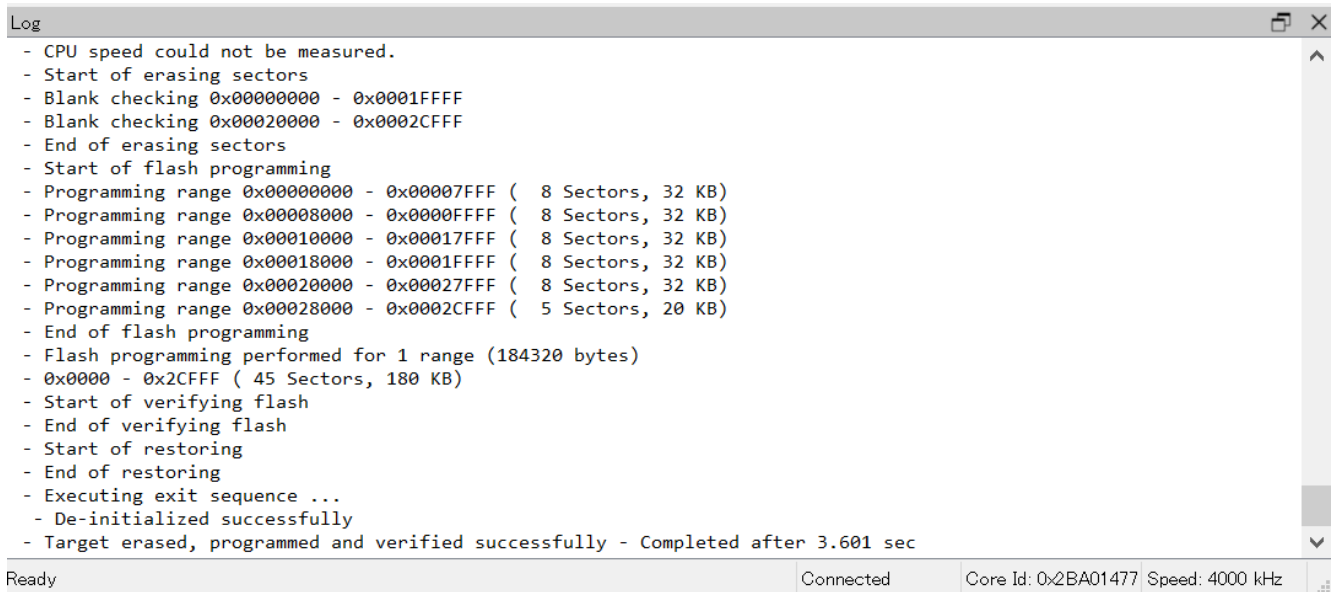 Log
- CPU speed could not be measured.
- Start of erasing sectors
- Blank checking 0x00000000 - 0x0001FFFF
- Blank checking 0x00020000 - 0x0002CFFF
- End of erasing sectors
- Start of flash programming
- Programming range 0x00000000 - 0x00007FFF (  8 Sectors, 32 KB)
- Programming range 0x00008000 - 0x0000FFFF (  8 Sectors, 32 KB)
- Programming range 0x00010000 - 0x00017FFF (  8 Sectors, 32 KB)
- Programming range 0x00018000 - 0x0001FFFF (  8 Sectors, 32 KB)
- Programming range 0x00020000 - 0x00027FFF (  8 Sectors, 32 KB)
- Programming range 0x00028000 - 0x0002CFFF (  5 Sectors, 20 KB)
- End of flash programming
- Flash programming performed for 1 range (184320 bytes)
- 0x0000 - 0x2CFFF ( 45 Sectors, 180 KB)
- Start of verifying flash
- End of verifying flash
- Start of restoring
- End of restoring
- Executing exit sequence ...
- De-initialized successfully
- Target erased, programmed and verified successfully - Completed after 3.601 sec
Ready Connected Core Id: 0x2BA01477 Speed: 4000 kHz